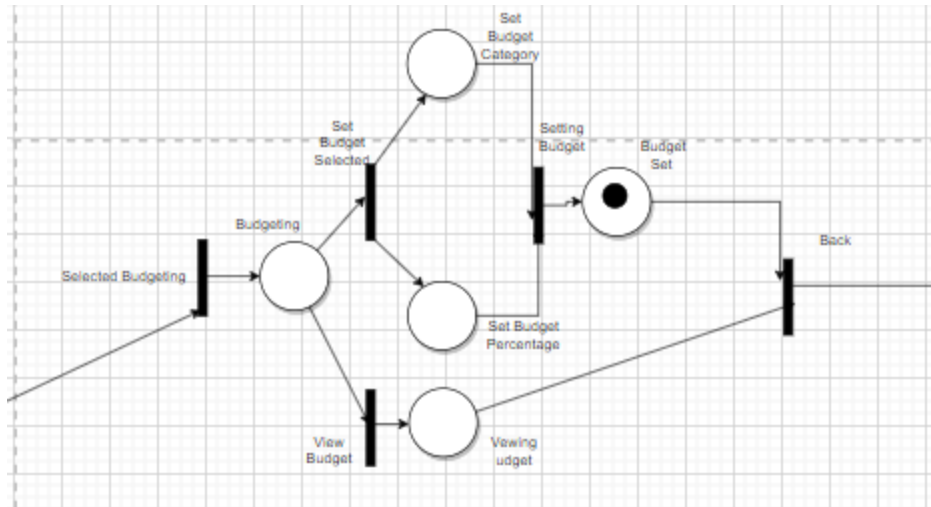 Set
Budget
Category
Set
Budget
Selected
Setting
Budget
Budget
Set
Budgeting
Back
Selected Budgeting
Set Budget
Percentage
View
Budget
Vewing
udget